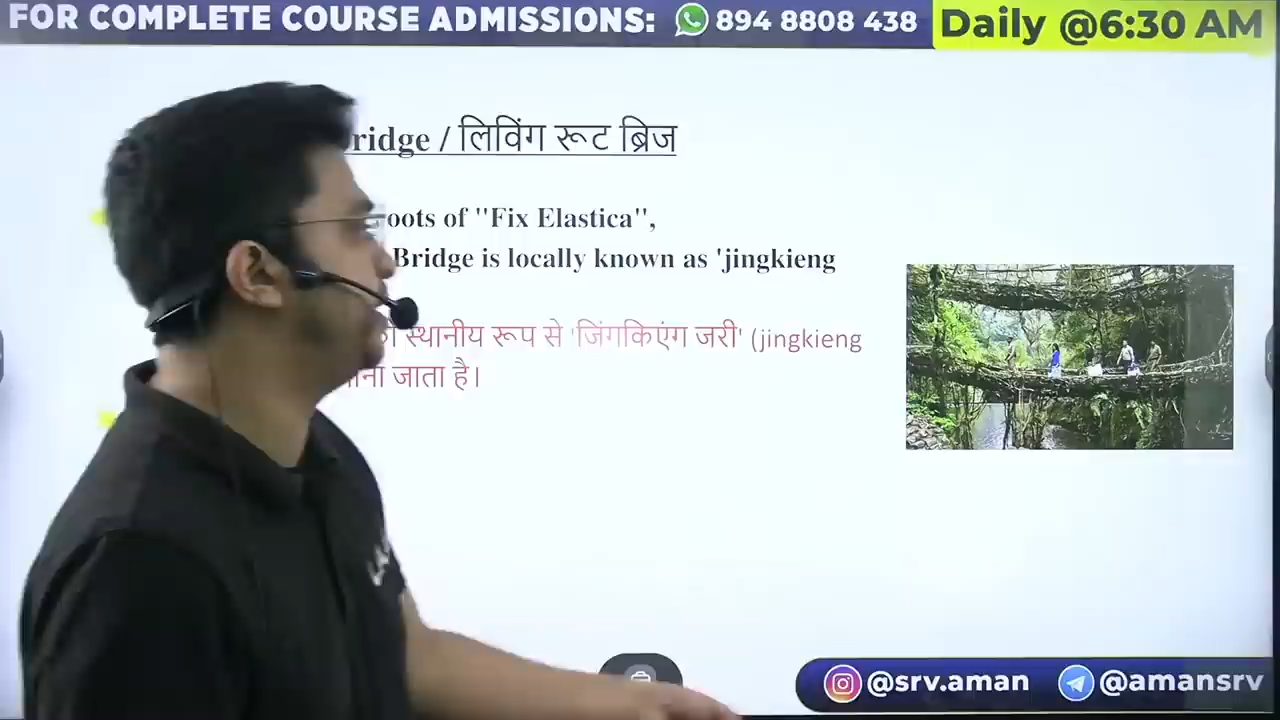 FOR COMPLETE COURSE ADMISSIONS: 894 8808 438
Daily @6:30 AM
ridge / लिविंग रूट ब्रिज
oots of "Fix Elastica",
Bridge is locally known as 'jingkieng
स्थानीय रूप से 'जिंगकिएंग जरी' (jingkieng
जाता है।
@srv.aman
@amansrv